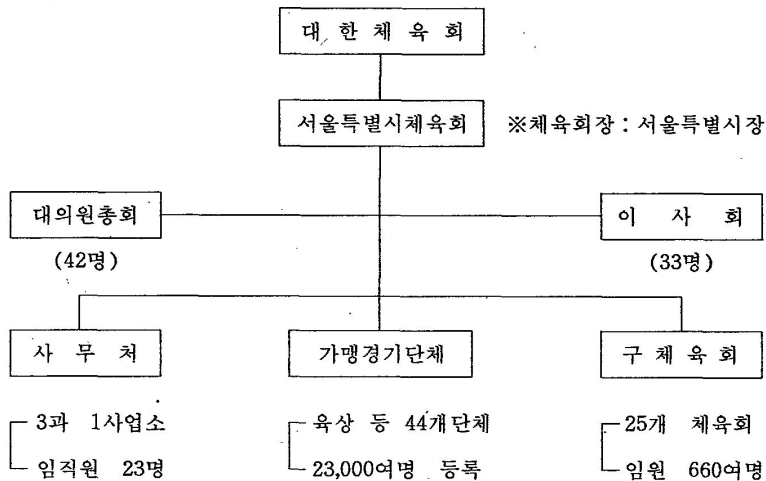 대한체육회
서울특별시체육회 ※체육회장 : 서울특별시장
대의원총회 이사회
(42명) (33명)
사무처 가맹경기단체 구체육회
3과 1사업소 육상 등 44개단체 25개 체육회
임직원 23명 23,000여명 등록 임원 660여명